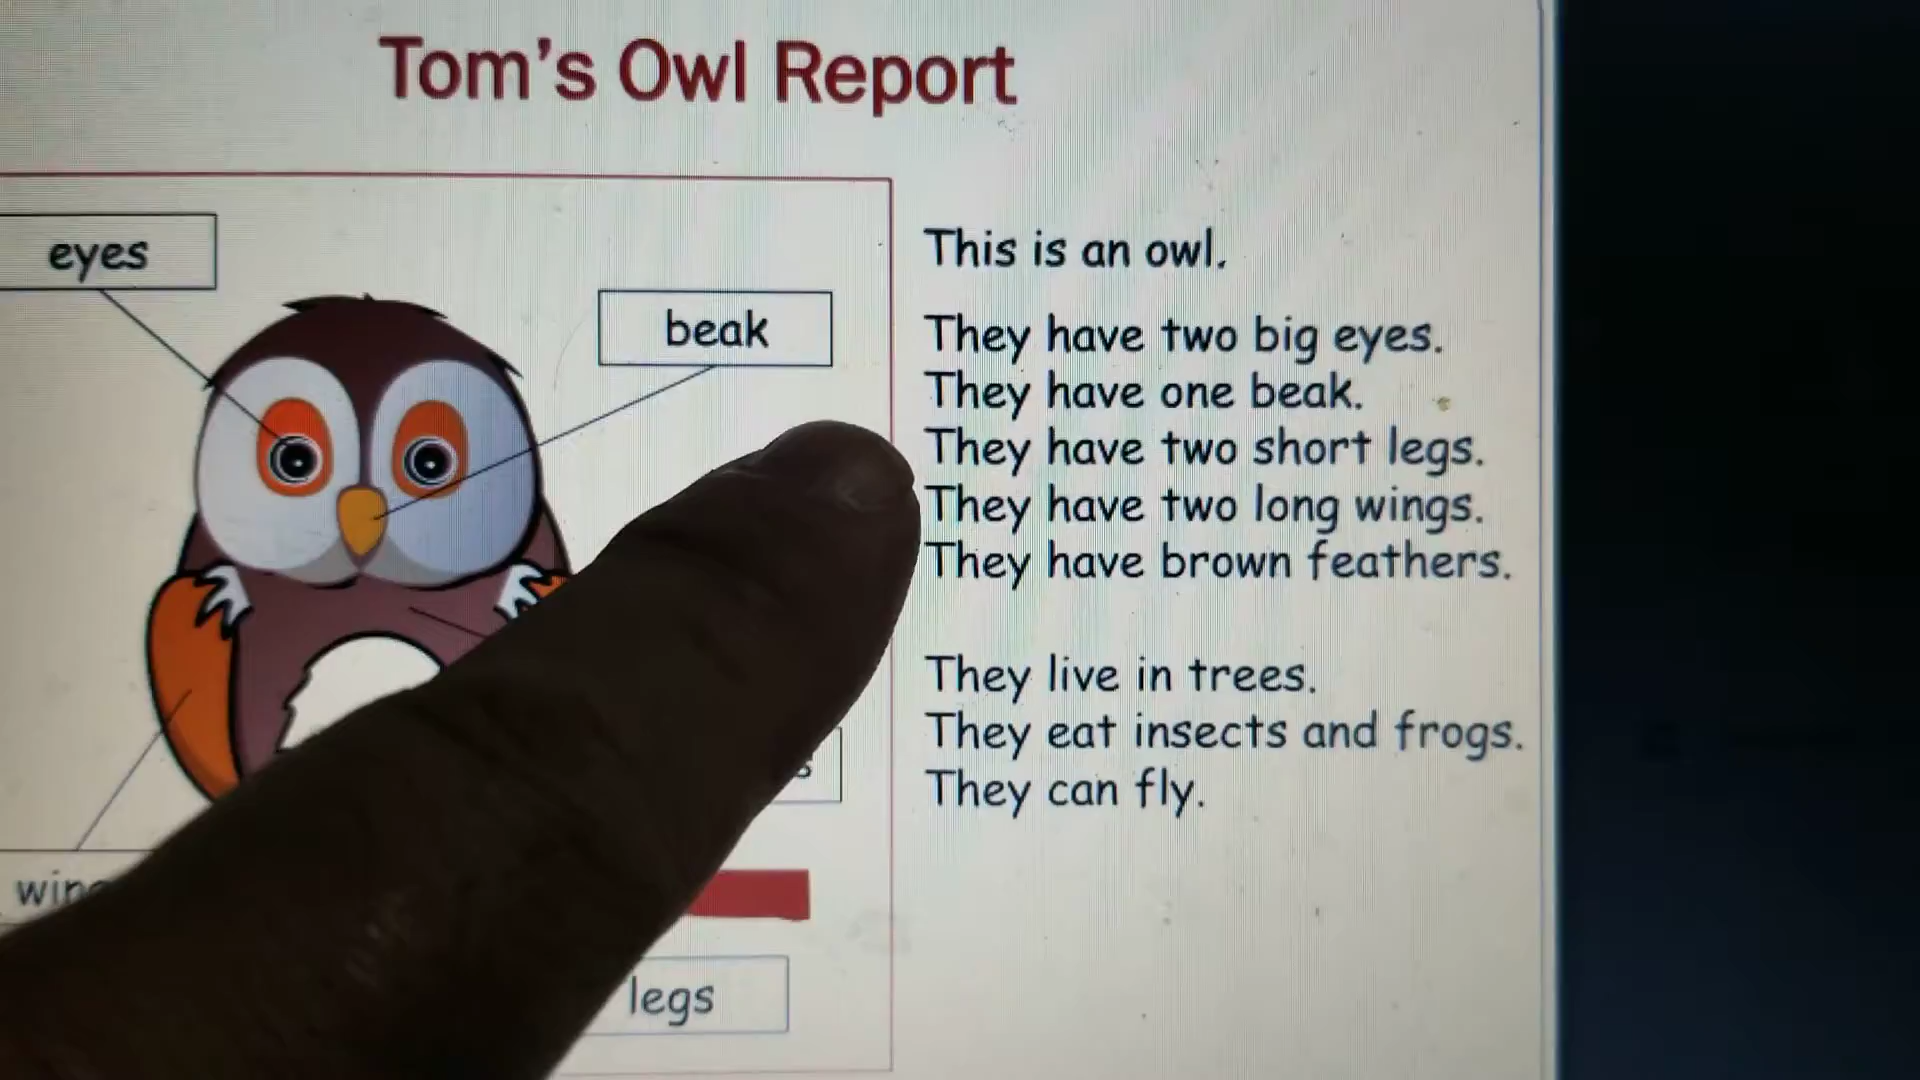 Tom's Owl Report
eyes
beak
This is an owl.
They have two big eyes.
They have one beak.
They have two short legs.
They have two long wings.
They have brown feathers.
They live in trees.
They eat insects and frogs.
They can fly.
legs